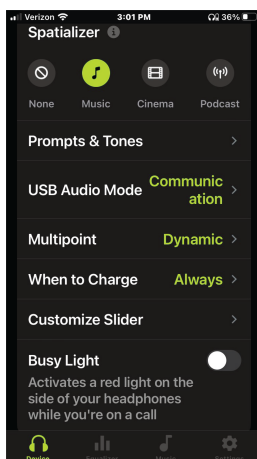 Verizon 3:01 PM 36%
Spatializer
None Music Cinema Podcast
Prompts & Tones
USB Audio Mode Communic
ation
Multipoint Dynamic
When to Charge Always
Customize Slider
Busy Light
Activates a red light on the
side of your headphones
while you're on a call